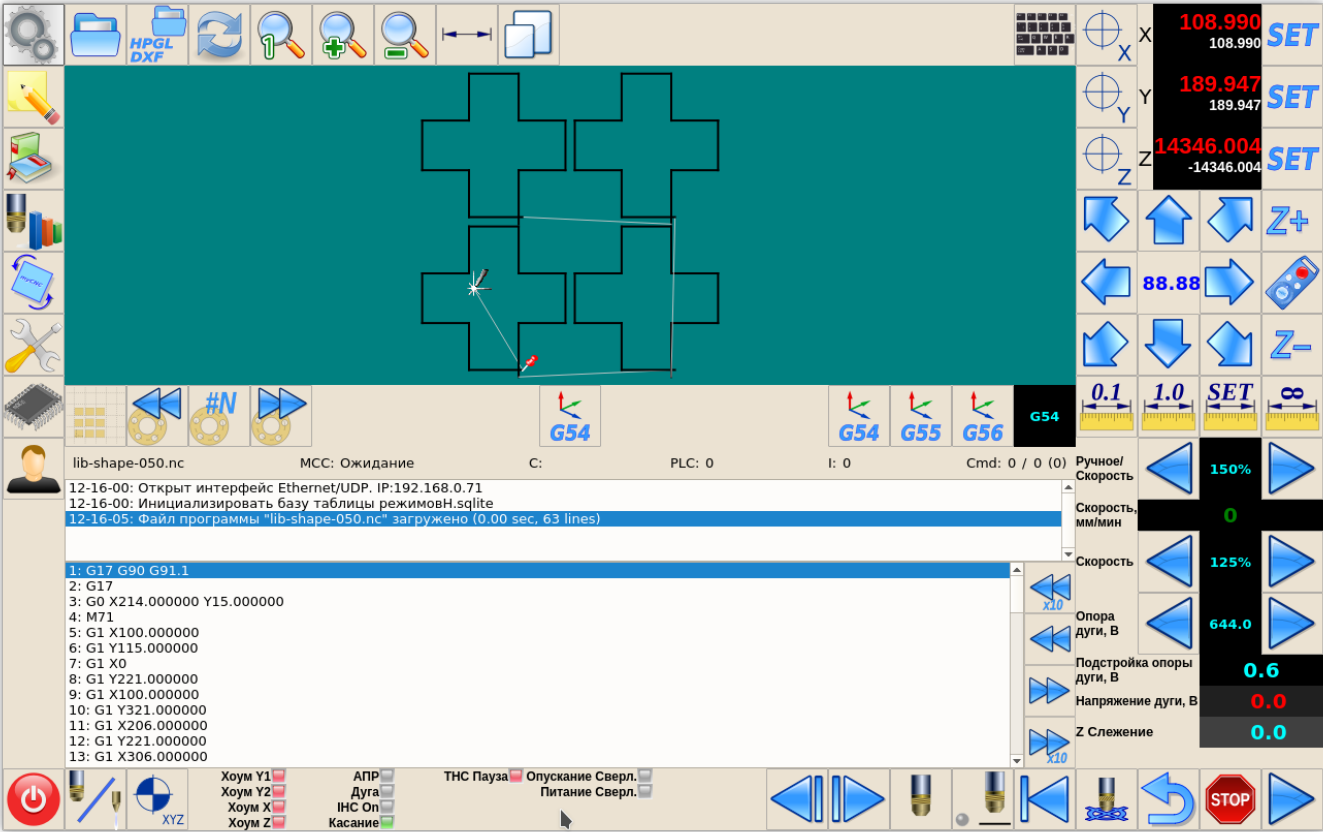 HPGL
DXF
1
X
X
108.990
108.990
SET
Y
Y
189.947
189.947
SET
Z
Z
14346.004
-14346.004
SET
Z+
88.88
Z-
myCNC
#N
G54
G54
G55
G56
G54
0.1
1.0
SET
∞
lib-shape-050.nc
МСС: Ожидание
C:
PLC: 0
I: 0
Cmd: 0 / 0 (0)
12-16-00: Открыт интерфейс Ethernet/UDP. IP:192.168.0.71
12-16-00: Инициализировать базу таблицы режимовH.sqlite
12-16-05: Файл программы "lib-shape-050.nc" загружено (0.00 sec, 63 lines)
1: G17 G90 G91.1
2: G17
3: G0 X214.000000 Y15.000000
4: M71
5: G1 X100.000000
6: G1 Y115.000000
7: G1 X0
8: G1 Y221.000000
9: G1 X100.000000
10: G1 Y321.000000
11: G1 X206.000000
12: G1 Y221.000000
13: G1 X306.000000
x10
x10
Ручное/
Скорость
150%
Скорость,
мм/мин
0
Скорость
125%
Опора
дуги, В
644.0
Подстройка опоры
дуги, В
0.6
Напряжение дуги, В
0.0
Z Слежение
0.0
XYZ
Хоум Y1
Хоум Y2
Хоум X
Хоум Z
АПР
Дуга
IHC On
Касание
THC Пауза
Опускание Сверл.
Питание Сверл.
STOP